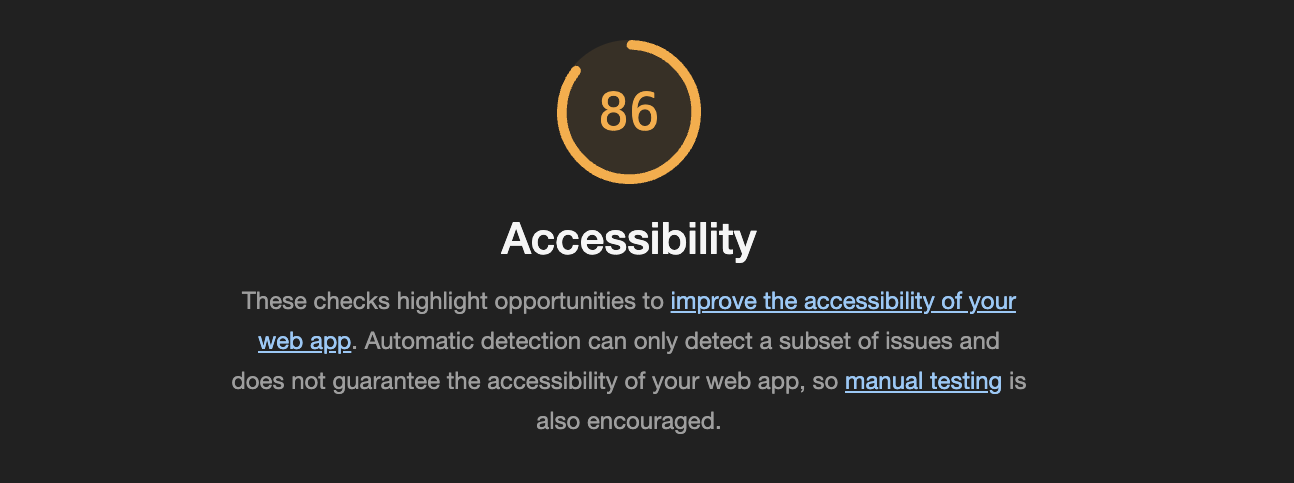 86
Accessibility
These checks highlight opportunities to improve the accessibility of your
web app. Automatic detection can only detect a subset of issues and
does not guarantee the accessibility of your web app, so manual testing is
also encouraged.